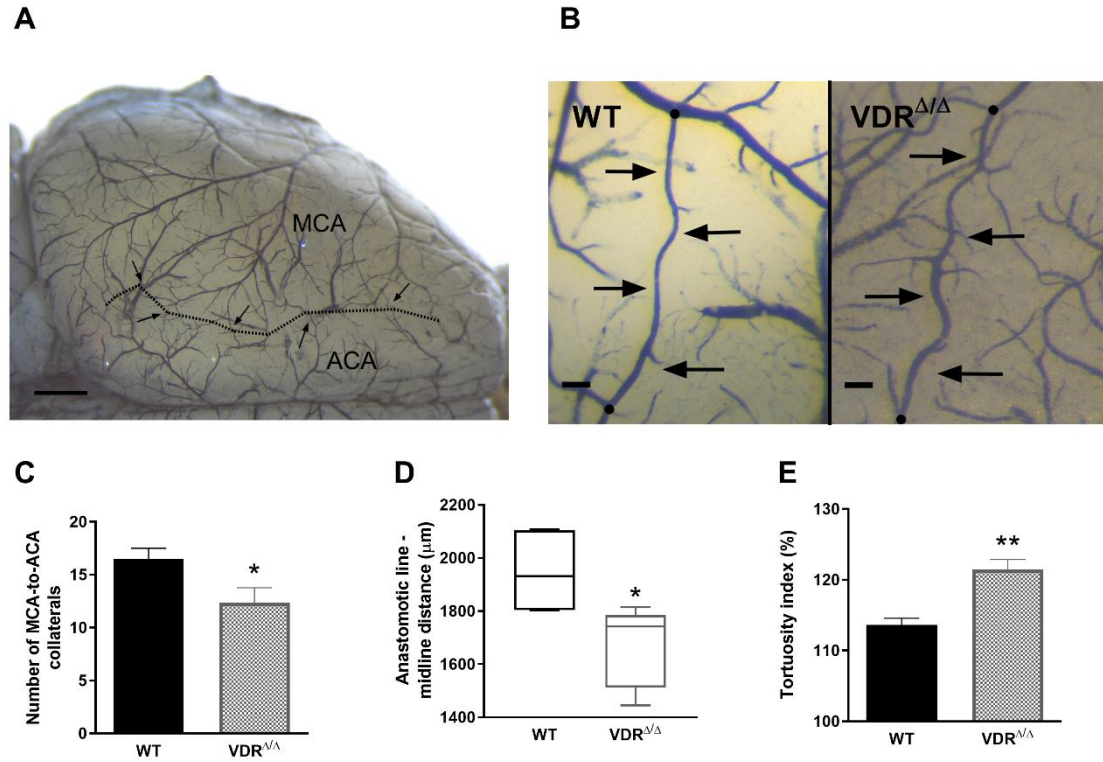 A
B
MCA
ACA
WT
VDR^Δ/Δ
C
D
E
Number of MCA-to-ACA
collaterals
20
15
10
5
0
*
WT
VDR^Δ/Δ
Anastomotic line -
midline distance (μm)
2200
2000
1800
1600
1400
*
WT
VDR^Δ/Δ
Tortuosity index (%)
130
120
110
100
**
WT
VDR^Δ/Δ